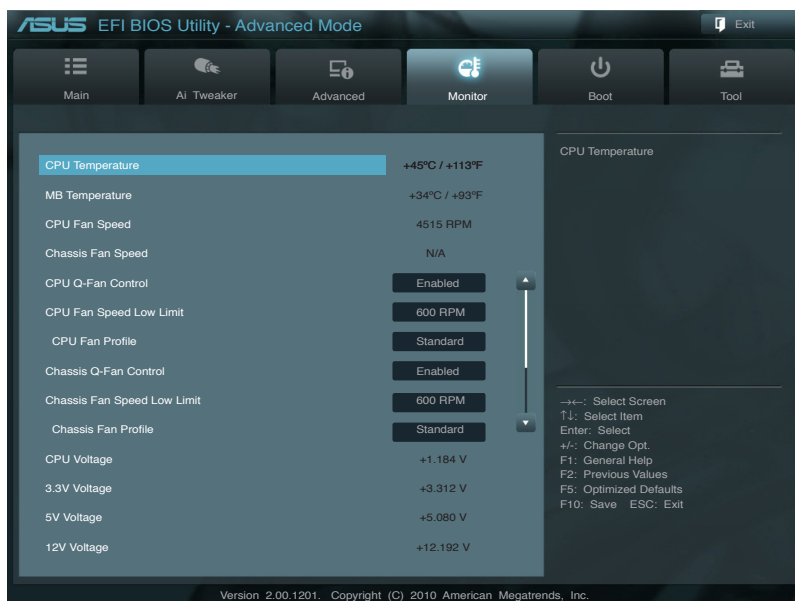 ASUS EFI BIOS Utility - Advanced Mode
Exit
Main
Ai Tweaker
Advanced
Monitor
Boot
Tool
CPU Temperature +45ºC / +113ºF
MB Temperature +34ºC / +93ºF
CPU Fan Speed 4515 RPM
Chassis Fan Speed N/A
CPU Q-Fan Control Enabled
CPU Fan Speed Low Limit 600 RPM
CPU Fan Profile Standard
Chassis Q-Fan Control Enabled
Chassis Fan Speed Low Limit 600 RPM
Chassis Fan Profile Standard
CPU Voltage +1.184 V
3.3V Voltage +3.312 V
5V Voltage +5.080 V
12V Voltage +12.192 V
CPU Temperature
→←: Select Screen
↑↓: Select Item
Enter: Select
+/-: Change Opt.
F1: General Help
F2: Previous Values
F5: Optimized Defaults
F10: Save ESC: Exit
Version 2.00.1201. Copyright (C) 2010 American Megatrends, Inc.